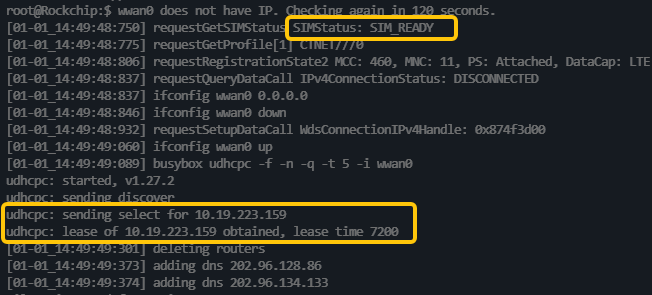 root@Rockchip:$ wwan0 does not have IP. Checking again in 120 seconds.
[01-01_14:49:48:750] requestGetSIMStatus SIMStatus: SIM_READY
[01-01_14:49:48:775] requestGetProfile[1] CTNET///0
[01-01_14:49:48:806] requestRegistrationState2 MCC: 460, MNC: 11, PS: Attached, DataCap: LTE
[01-01_14:49:48:837] requestQueryDataCall IPv4ConnectionStatus: DISCONNECTED
[01-01_14:49:48:837] ifconfig wwan0 0.0.0.0
[01-01_14:49:48:846] ifconfig wwan0 down
[01-01_14:49:48:932] requestSetupDataCall WdsConnectionIPv4Handle: 0x874f3d00
[01-01_14:49:49:060] ifconfig wwan0 up
[01-01_14:49:49:089] busybox udhcpc -f -n -q -t 5 -i wwan0
udhcpc: started, v1.27.2
udhcpc: sending discover
udhcpc: sending select for 10.19.223.159
udhcpc: lease of 10.19.223.159 obtained, lease time 7200
[01-01_14:49:49:301] deleting routers
[01-01_14:49:49:373] adding dns 202.96.128.86
[01-01_14:49:49:374] adding dns 202.96.134.133